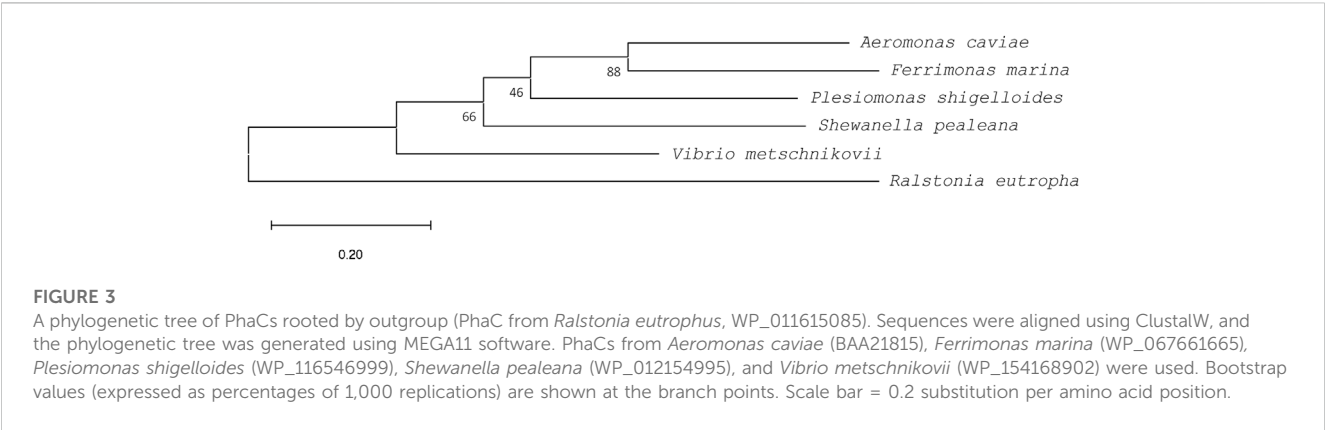 Aeromonas caviae
88
Ferrimonas marina
46
Plesiomonas shigelloides
66
Shewanella pealeana
Vibrio metschnikovii
Ralstonia eutropha
0.20
FIGURE 3
A phylogenetic tree of PhaCs rooted by outgroup (PhaC from Ralstonia eutrophus, WP_011615085). Sequences were aligned using ClustalW, and
the phylogenetic tree was generated using MEGA11 software. PhaCs from Aeromonas caviae (BAA21815), Ferrimonas marina (WP_067661665),
Plesiomonas shigelloides (WP_116546999), Shewanella pealeana (WP_012154995), and Vibrio metschnikovii (WP_154168902) were used. Bootstrap
values (expressed as percentages of 1,000 replications) are shown at the branch points. Scale bar = 0.2 substitution per amino acid position.